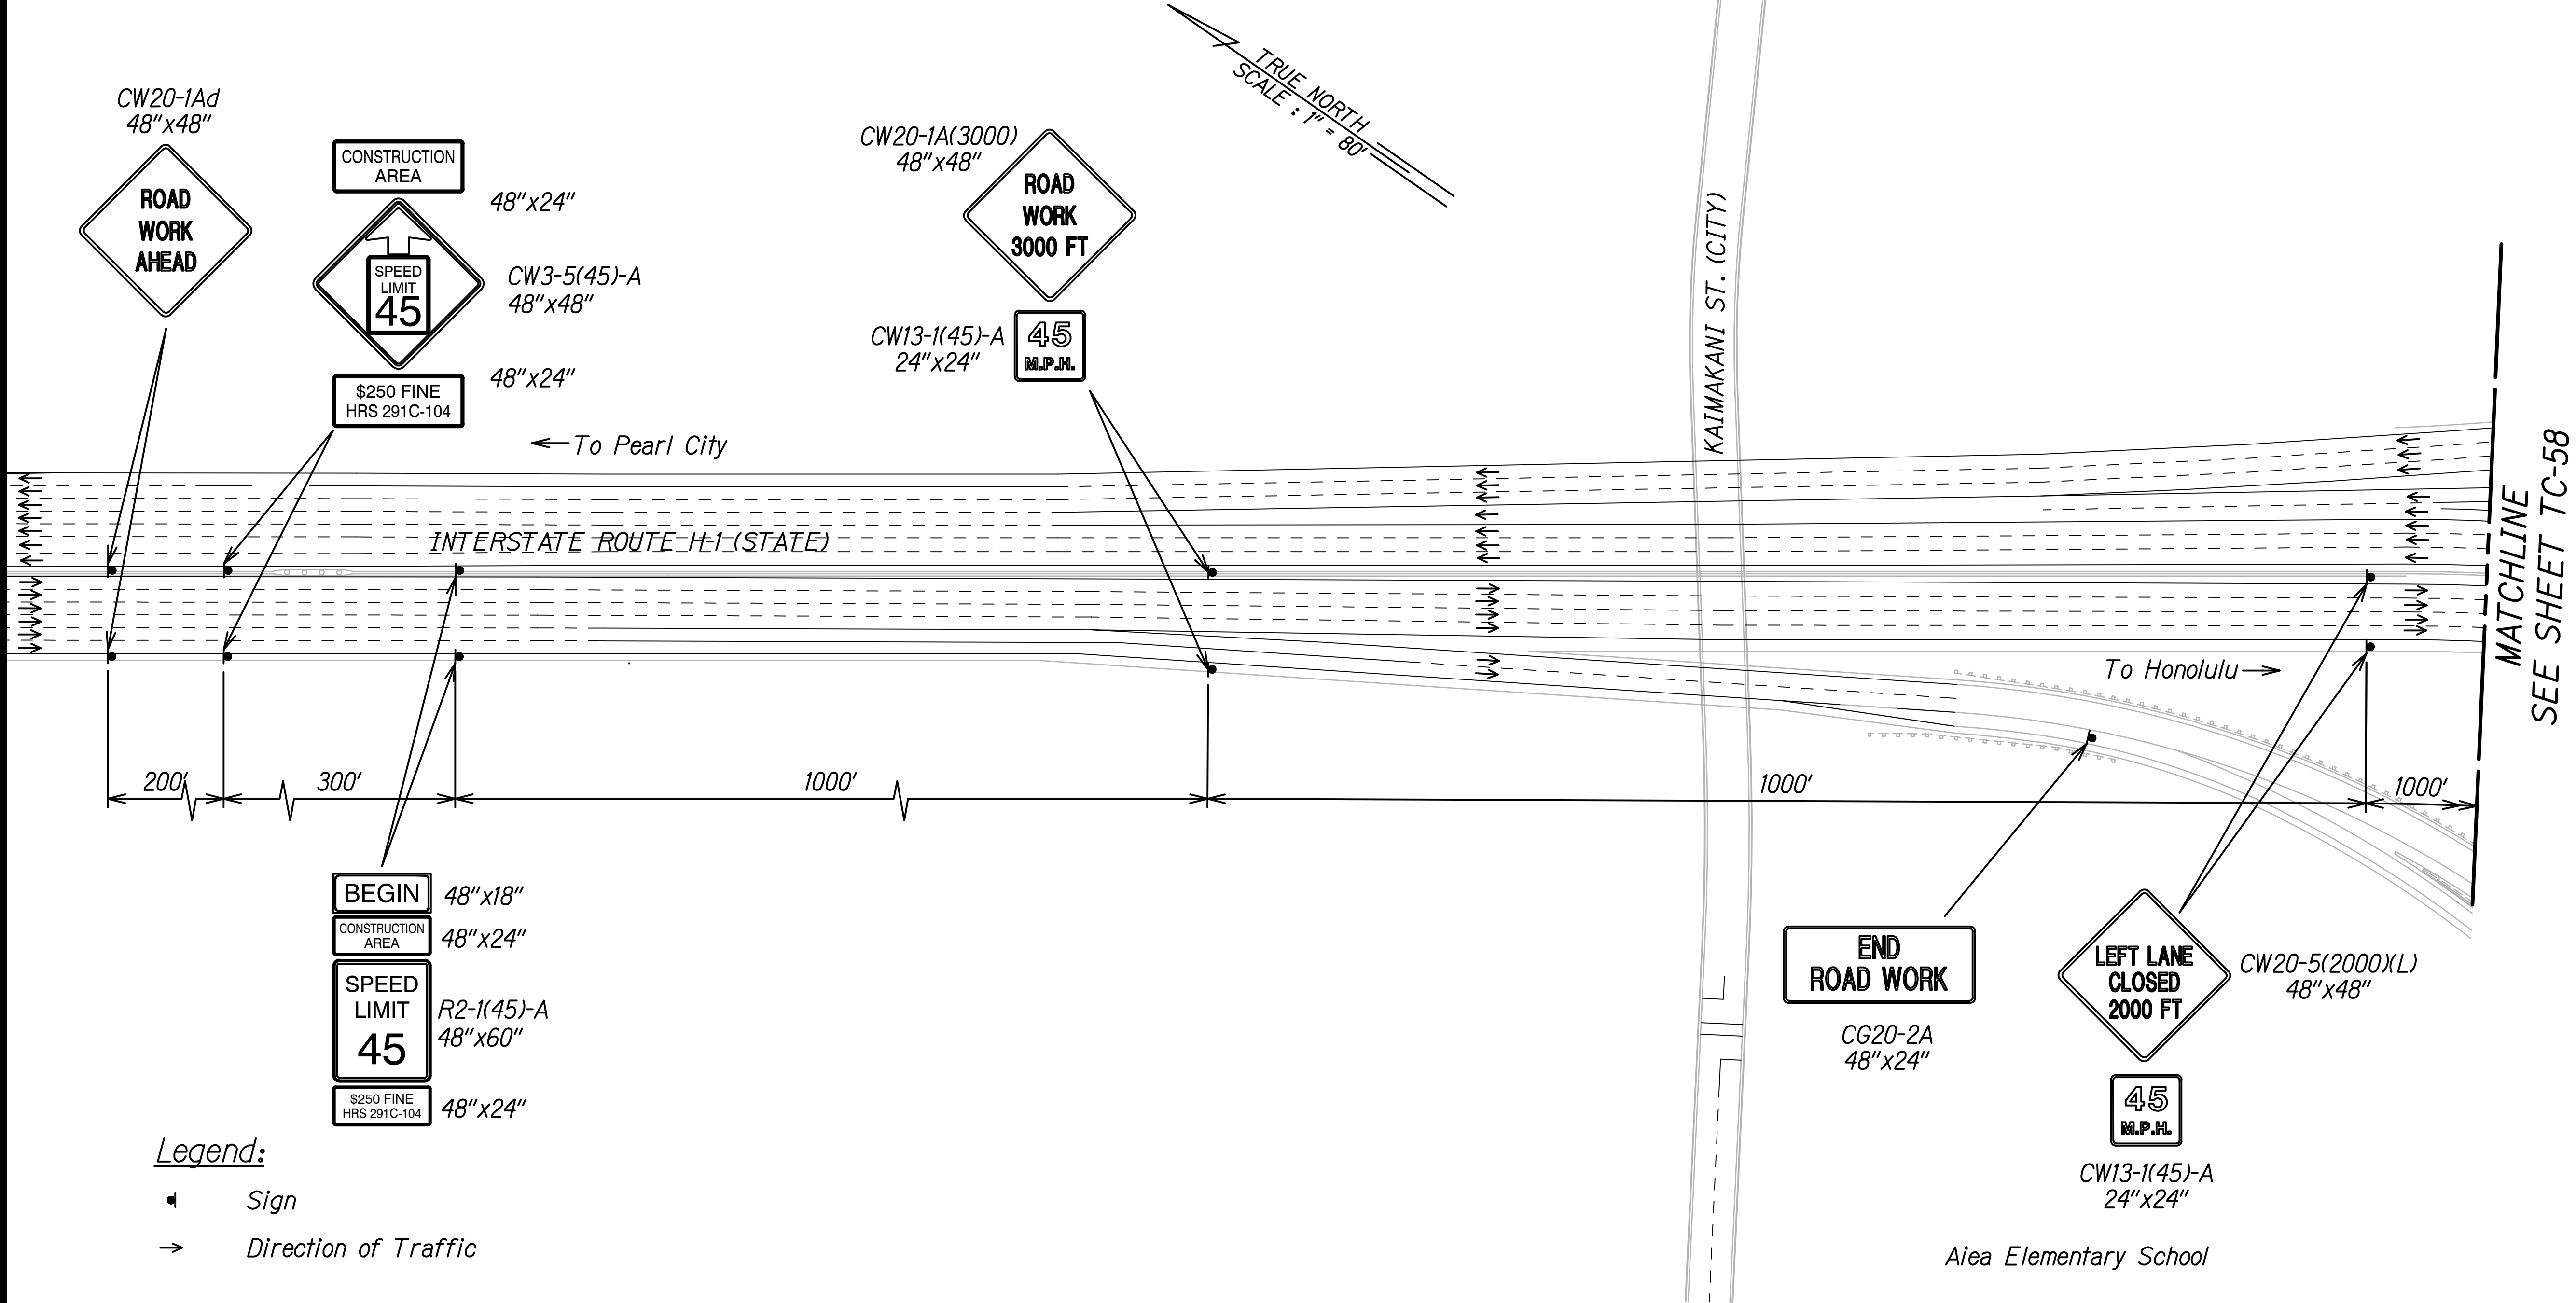 TRUE NORTH
SCALE : 1" = 80'
CW20-1Ad
48"x48"
ROAD
WORK
AHEAD
CONSTRUCTION
AREA
48"x24"
SPEED
LIMIT
45
CW3-5(45)-A
48"x48"
$250 FINE
HRS 291C-104
48"x24"
CW20-1A(3000)
48"x48"
ROAD
WORK
3000 FT
CW13-1(45)-A
24"x24"
45
M.P.H.
KAIMAKANI ST. (CITY)
To Pearl City
INTERSTATE ROUTE H-1 (STATE)
To Honolulu
MATCHLINE
SEE SHEET TC-58
200'
300'
1000'
1000'
1000'
BEGIN
48"x18"
CONSTRUCTION
AREA
48"x24"
SPEED
LIMIT
45
R2-1(45)-A
48"x60"
$250 FINE
HRS 291C-104
48"x24"
END
ROAD WORK
CG20-2A
48"x24"
LEFT LANE
CLOSED
2000 FT
CW20-5(2000)(L)
48"x48"
45
M.P.H.
CW13-1(45)-A
24"x24"
Legend:
Sign
Direction of Traffic
Aiea Elementary School